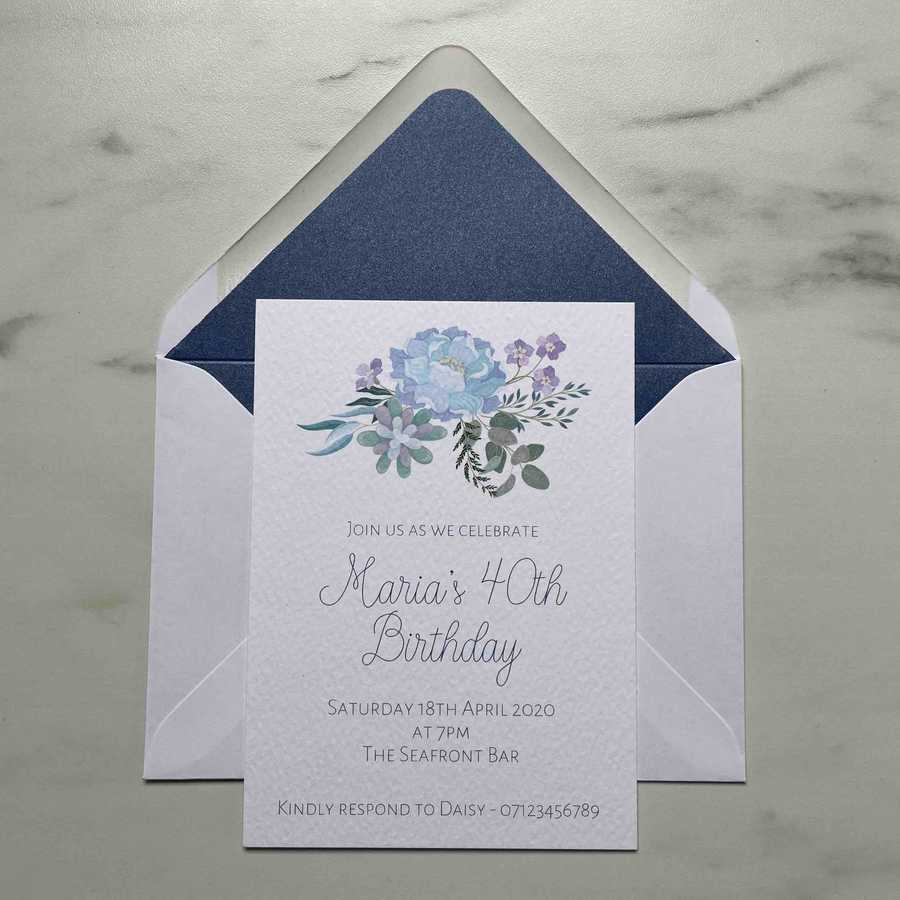 Join us as we celebrate
Maria's 40th
Birthday
Saturday 18th April 2020
at 7pm
The Seafront Bar
Kindly respond to Daisy - 07123456789